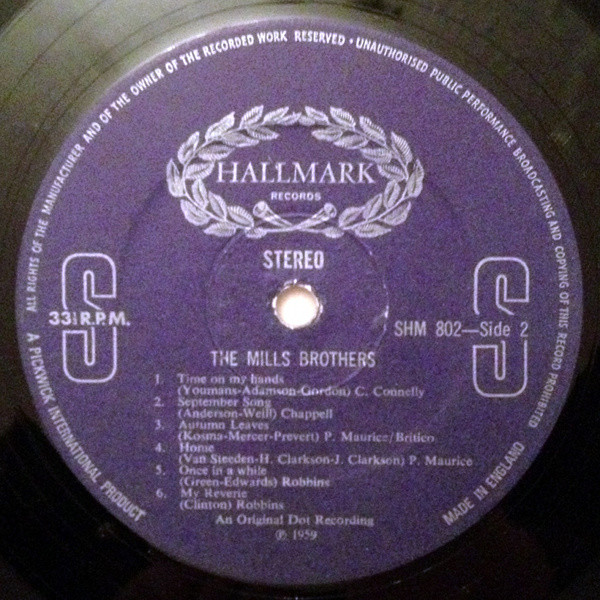 ALL RIGHTS OF THE MANUFACTURER AND OF THE OWNER OF THE RECORDED WORK RESERVED • UNAUTHORISED PUBLIC PERFORMANCE BROADCASTING AND COPYING OF THIS RECORD PROHIBITED
HALLMARK
RECORDS
STEREO
S
S
33⅓ R.P.M.
SHM 802—Side 2
THE MILLS BROTHERS
1. Time on my hands
(Youmans-Adamson-Gordon) C. Connelly
2. September Song
(Anderson-Weill) Chappell
3. Autumn Leaves
(Kosma-Mercer-Prevert) P. Maurice/Britico
4. Home
(Van Steeden-H. Clarkson-J. Clarkson) P. Maurice
5. Once in a while
(Green-Edwards) Robbins
6. My Reverie
(Clinton) Robbins
An Original Dot Recording
℗ 1959
A PICKWICK INTERNATIONAL PRODUCT
MADE IN ENGLAND